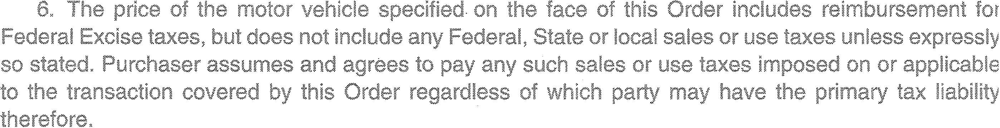 6. The price of the motor vehicle specified on the face of this Order includes reimbursement for
Federal Excise taxes, but does not include any Federal, State or local sales or use taxes unless expressly
so stated. Purchaser assumes and agrees to pay any such sales or use taxes imposed on or applicable
to the transaction covered by this Order regardless of which party may have the primary tax liability
therefore.